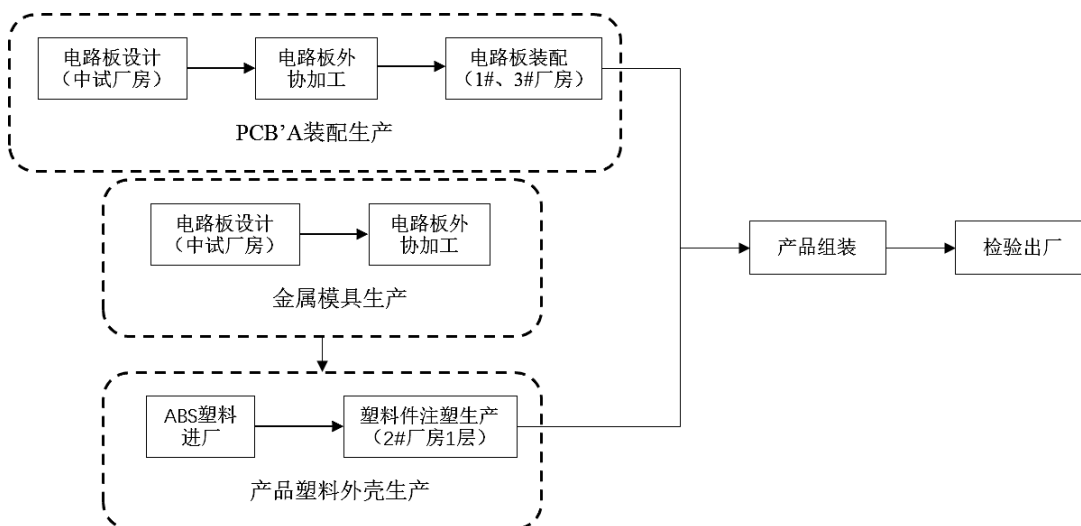 电路板设计
（中试厂房）
电路板外
协加工
电路板装配
（1#、3#厂房）
PCB’A装配生产
电路板设计
（中试厂房）
电路板外
协加工
金属模具生产
产品组装
检验出厂
ABS塑料
进厂
塑料件注塑生产
（2#厂房1层）
产品塑料外壳生产